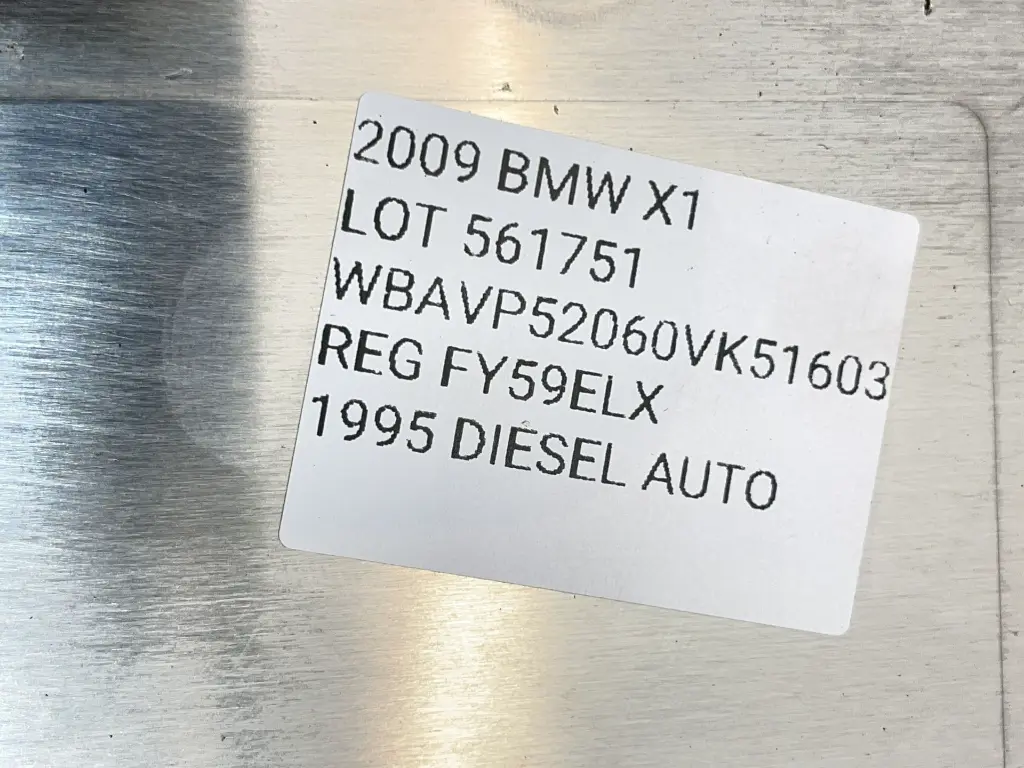 2009 BMW X1
LOT 561751
WBAVP52060VK51603
REG FY59ELX
1995 DIESEL AUTO